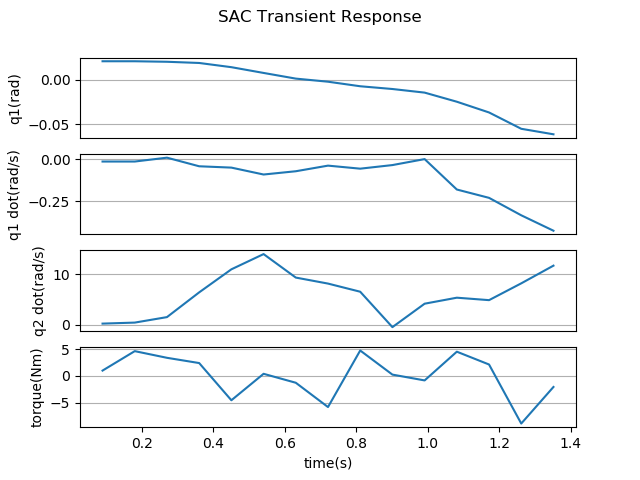 SAC Transient Response
0.00
−0.05
q1(rad)
0.00
−0.25
q1 dot(rad/s)
10
0
q2 dot(rad/s)
5
0
−5
torque(Nm)
0.2 0.4 0.6 0.8 1.0 1.2 1.4
time(s)